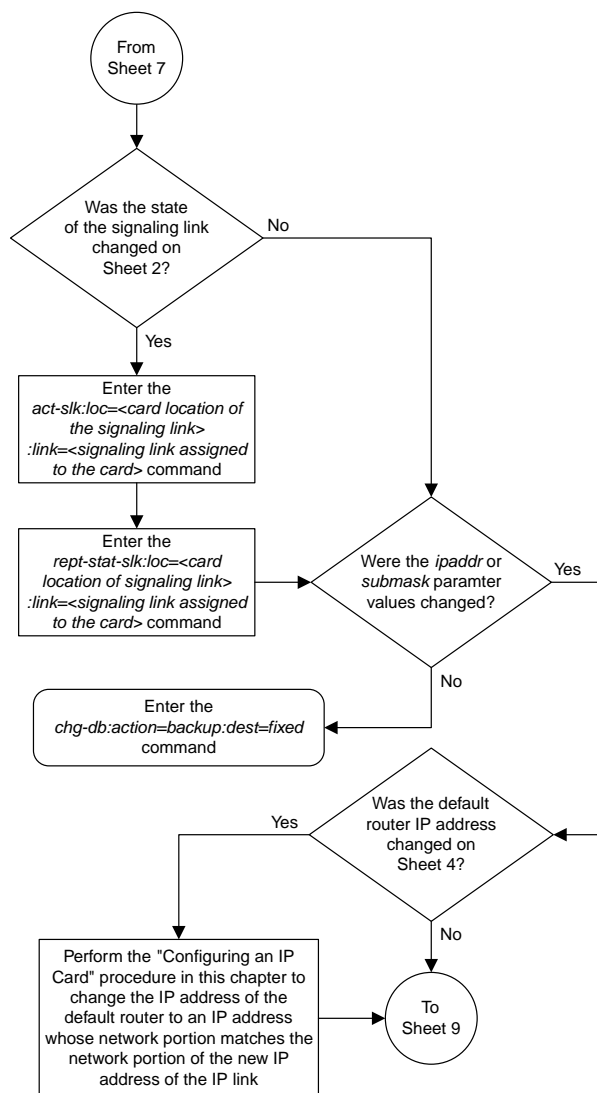 From
Sheet 7
Was the state
of the signaling link
changed on
Sheet 2?
No
Yes
Enter the
act-slk:loc=<card location of
the signaling link>
:link=<signaling link assigned
to the card> command
Enter the
rept-stat-slk:loc=<card
location of signaling link>
:link=<signaling link assigned
to the card> command
Were the ipaddr or
submask paramter
values changed?
Yes
No
Enter the
chg-db:action=backup:dest=fixed
command
Was the default
router IP address
changed on
Sheet 4?
Yes
No
Perform the "Configuring an IP
Card" procedure in this chapter to
change the IP address of the
default router to an IP address
whose network portion matches the
network portion of the new IP
address of the IP link
To
Sheet 9